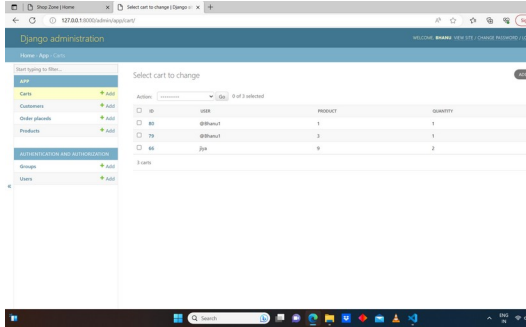 Shop Zone | Home
Select cart to change | Django si
127.0.0.1:8000/admin/app/cart/
Django administration
WELCOME, BHANU. VIEW SITE / CHANGE PASSWORD /
Home › App › Carts
Start typing to filter...
Select cart to change
APP
Carts + Add
Customers + Add
Order placeds + Add
Products + Add
Action: --------- Go 0 of 3 selected
ID USER PRODUCT QUANTITY
80 @Bhanu1 1 1
79 @Bhanu1 3 1
66 jiya 9 2
3 carts
AUTHENTICATION AND AUTHORIZATION
Groups + Add
Users + Add
«
Search
ENG
IN